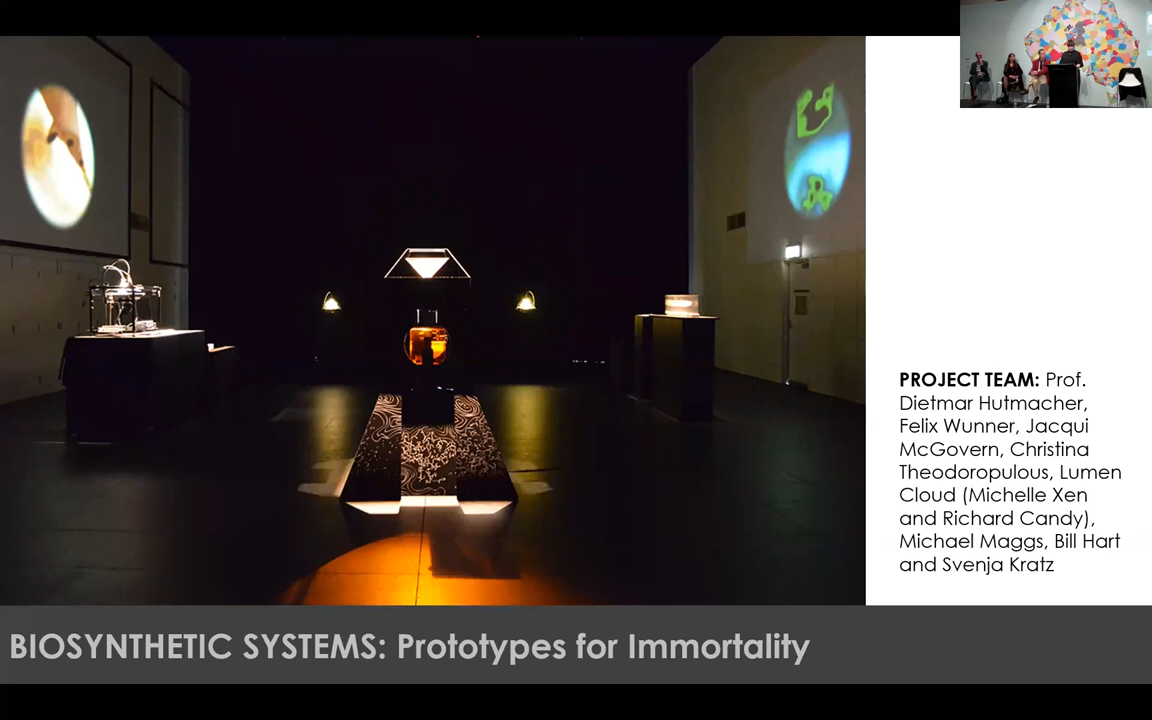 PROJECT TEAM: Prof.
Dietmar Hutmacher,
Felix Wunner, Jacqui
McGovern, Christina
Theodoropulous, Lumen
Cloud (Michelle Xen
and Richard Candy),
Michael Maggs, Bill Hart
and Svenja Kratz
BIOSYNTHETIC SYSTEMS: Prototypes for Immortality